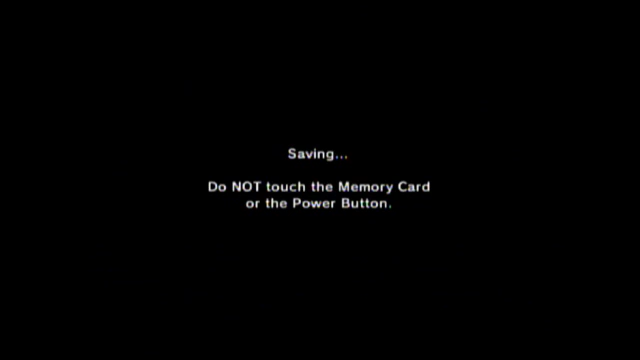 Saving...
Do NOT touch the Memory Card
or the Power Button.